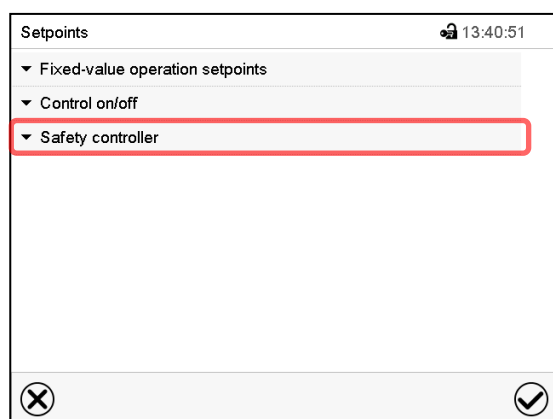 Setpoints 13:40:51
Fixed-value operation setpoints
Control on/off
Safety controller